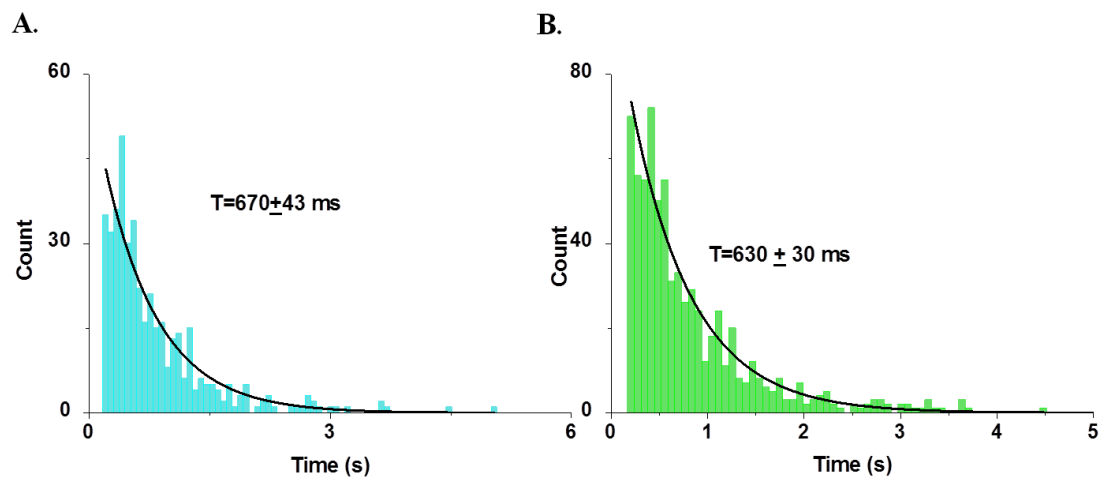 A.
60
30
0
Count
T=670±43 ms
0 3 6
Time (s)
B.
80
40
0
Count
T=630 ± 30 ms
0 1 2 3 4 5
Time (s)